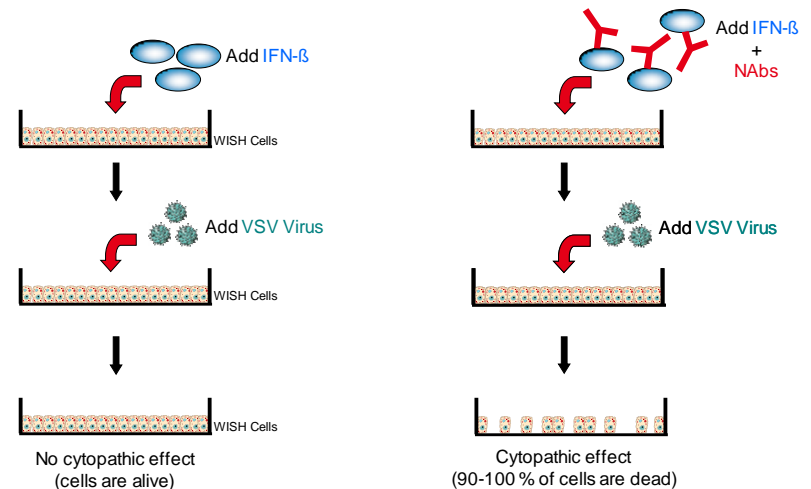 Add IFN-ß
WISH Cells
Add VSV Virus
WISH Cells
WISH Cells
No cytopathic effect
(cells are alive)
Add IFN-ß
+
NAbs
Add VSV Virus
Cytopathic effect
(90-100 % of cells are dead)